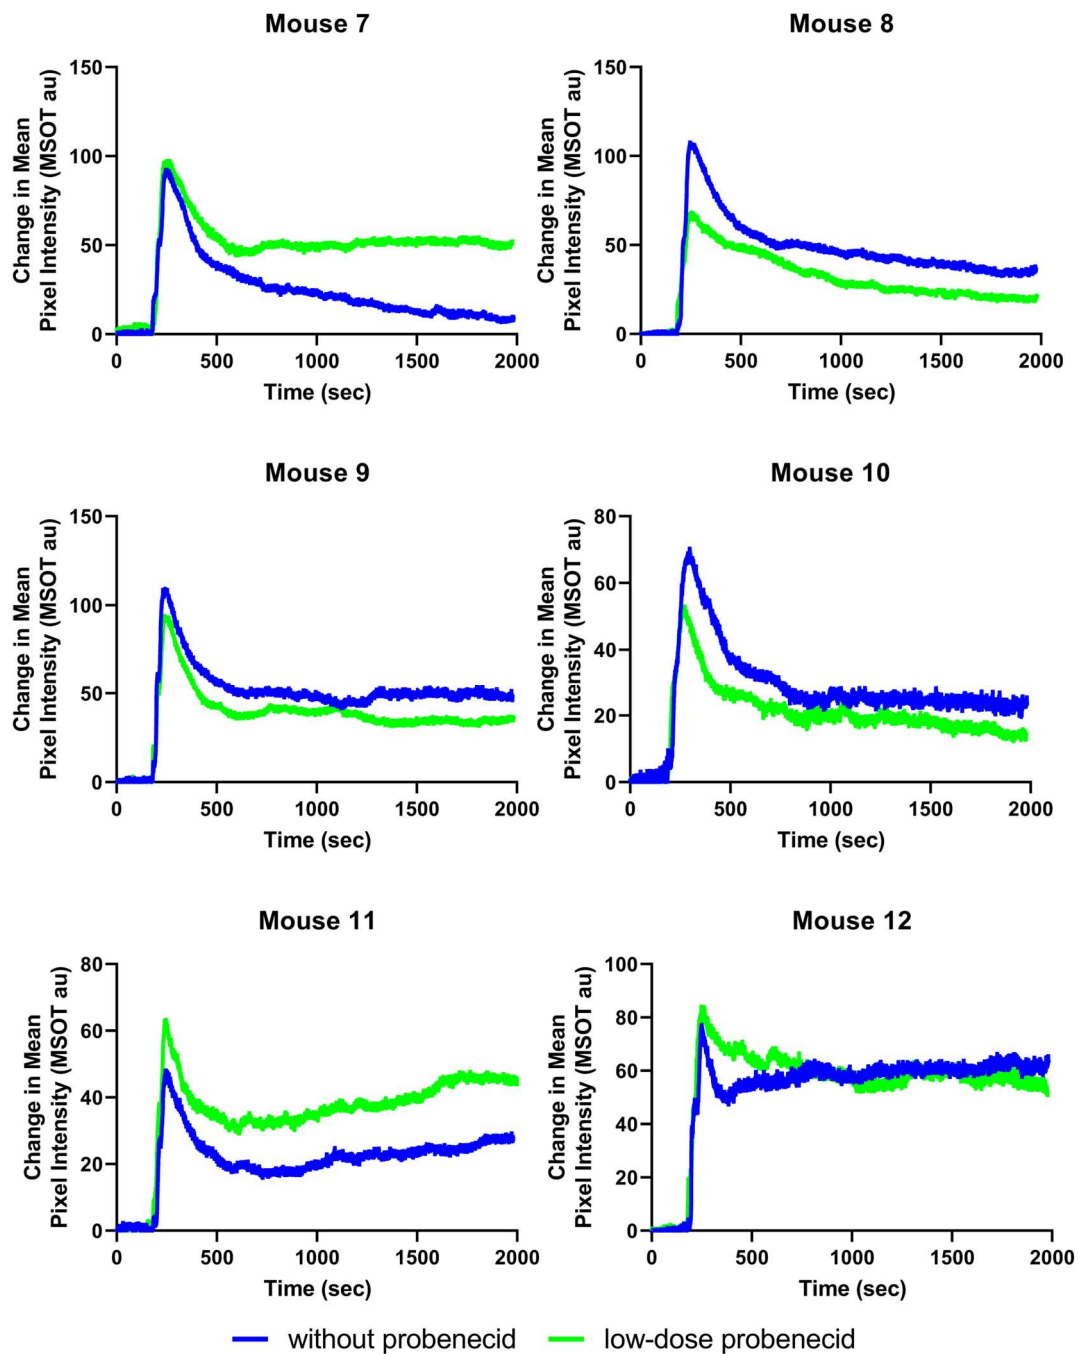 Mouse 7
Change in Mean
Pixel Intensity (MSOT au)
150
100
50
0
0 500 1000 1500 2000
Time (sec)
Mouse 8
Change in Mean
Pixel Intensity (MSOT au)
150
100
50
0
0 500 1000 1500 2000
Time (sec)
Mouse 9
Change in Mean
Pixel Intensity (MSOT au)
150
100
50
0
0 500 1000 1500 2000
Time (sec)
Mouse 10
Change in Mean
Pixel Intensity (MSOT au)
80
60
40
20
0
0 500 1000 1500 2000
Time (sec)
Mouse 11
Change in Mean
Pixel Intensity (MSOT au)
80
60
40
20
0
0 500 1000 1500 2000
Time (sec)
Mouse 12
Change in Mean
Pixel Intensity (MSOT au)
100
80
60
40
20
0
0 500 1000 1500 2000
Time (sec)
without probenecid
low-dose probenecid